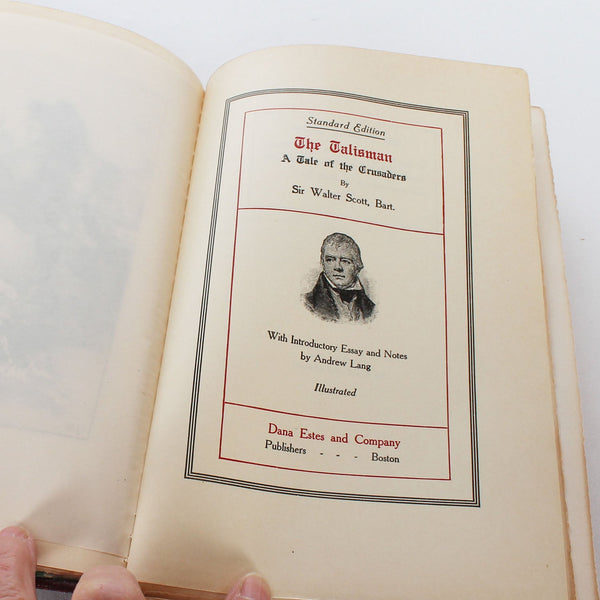 Standard Edition
The Talisman
A Tale of the Crusaders
By
Sir Walter Scott, Bart.
With Introductory Essay and Notes
by Andrew Lang
Illustrated
Dana Estes and Company
Publishers - - - Boston